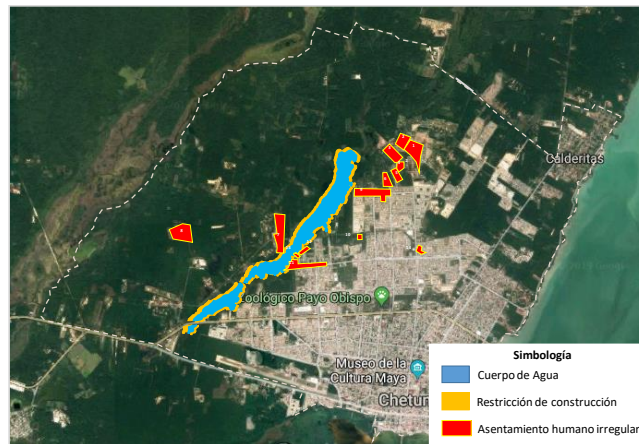 Calderitas
Zoológico Payo Obispo
Museo de la
Cultura Maya
Chetum
Simbología
Cuerpo de Agua
Restricción de construcción
Asentamiento humano irregular